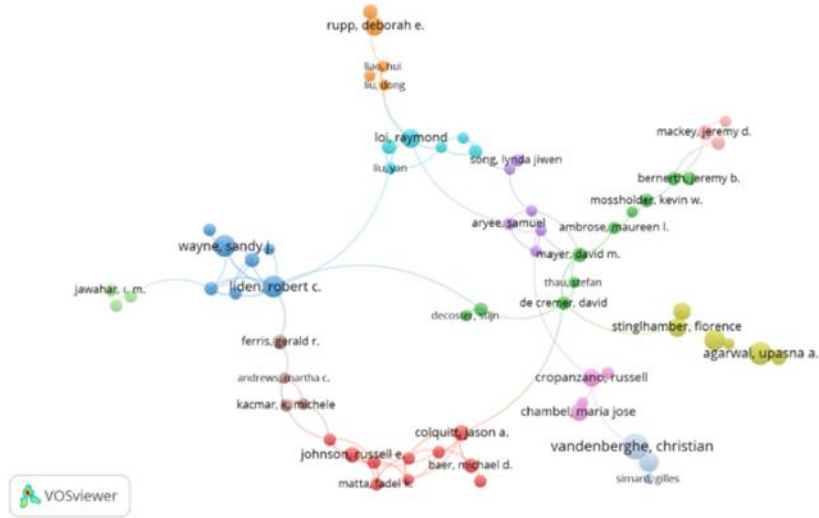 rupp, deborah e.
liao, hui
liu, dong
loi, raymond
liu, yan
song, lynda jiwen
mackey, jeremy d.
bernerth, jeremy b.
mossholder, kevin w.
aryee, samuel
ambrose, maureen l.
wayne, sandy j.
mayer, david m.
thau, stefan
jawahar, i. m.
liden, robert c.
de cremer, david
decoster, stijn
stinglhamber, florence
ferris, gerald r.
agarwal, upasna a.
andrews, martha c.
cropanzano, russell
kacmar, k. michele
chambel, maria jose
colquitt, jason a.
vandenberghe, christian
johnson, russell e.
baer, michael d.
simard, gilles
matta, fadel k.
VOSviewer